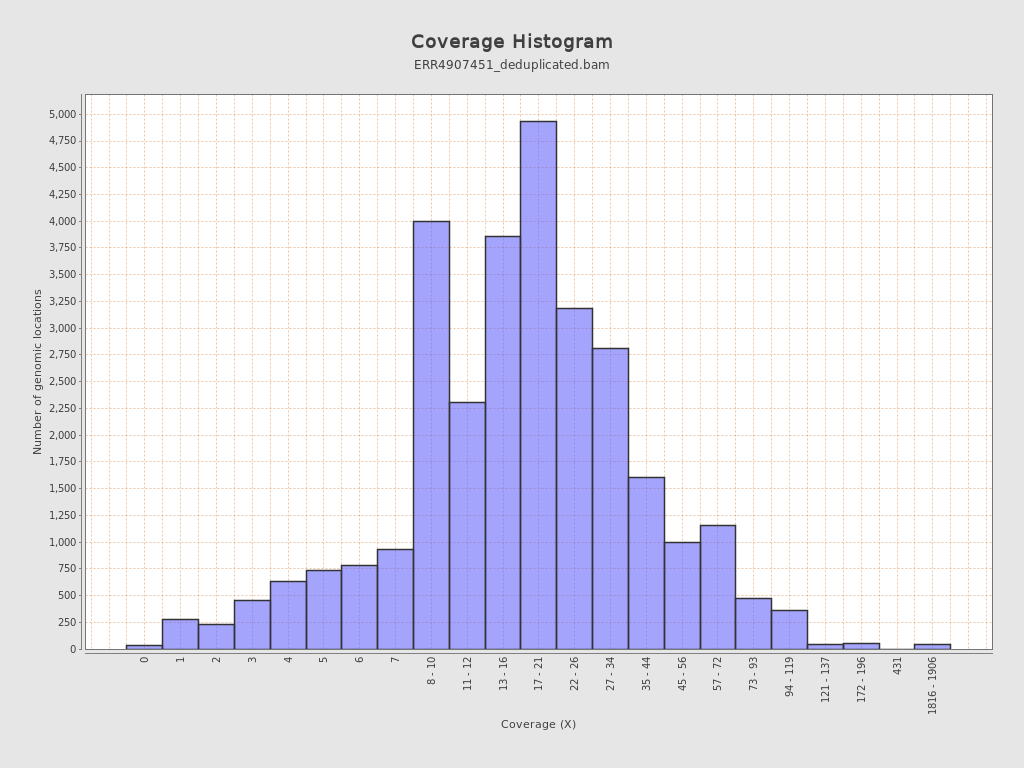 Coverage Histogram
ERR4907451_deduplicated.bam
Number of genomic locations
5,000
4,750
4,500
4,250
4,000
3,750
3,500
3,250
3,000
2,750
2,500
2,250
2,000
1,750
1,500
1,250
1,000
750
500
250
0
0
1
2
3
4
5
6
7
8 - 10
11 - 12
13 - 16
17 - 21
22 - 26
27 - 34
35 - 44
45 - 56
57 - 72
73 - 93
94 - 119
121 - 137
172 - 196
431
1816 - 1906
Coverage (X)